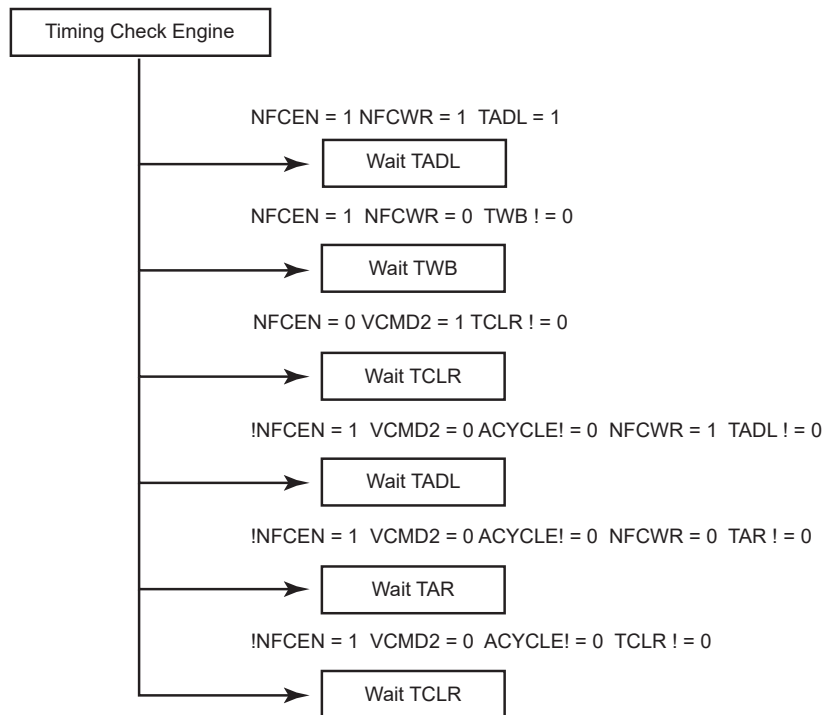 Timing Check Engine
NFCEN = 1 NFCWR = 1 TADL = 1
Wait TADL
NFCEN = 1 NFCWR = 0 TWB ! = 0
Wait TWB
NFCEN = 0 VCMD2 = 1 TCLR ! = 0
Wait TCLR
!NFCEN = 1 VCMD2 = 0 ACYCLE! = 0 NFCWR = 1 TADL ! = 0
Wait TADL
!NFCEN = 1 VCMD2 = 0 ACYCLE! = 0 NFCWR = 0 TAR ! = 0
Wait TAR
!NFCEN = 1 VCMD2 = 0 ACYCLE! = 0 TCLR ! = 0
Wait TCLR